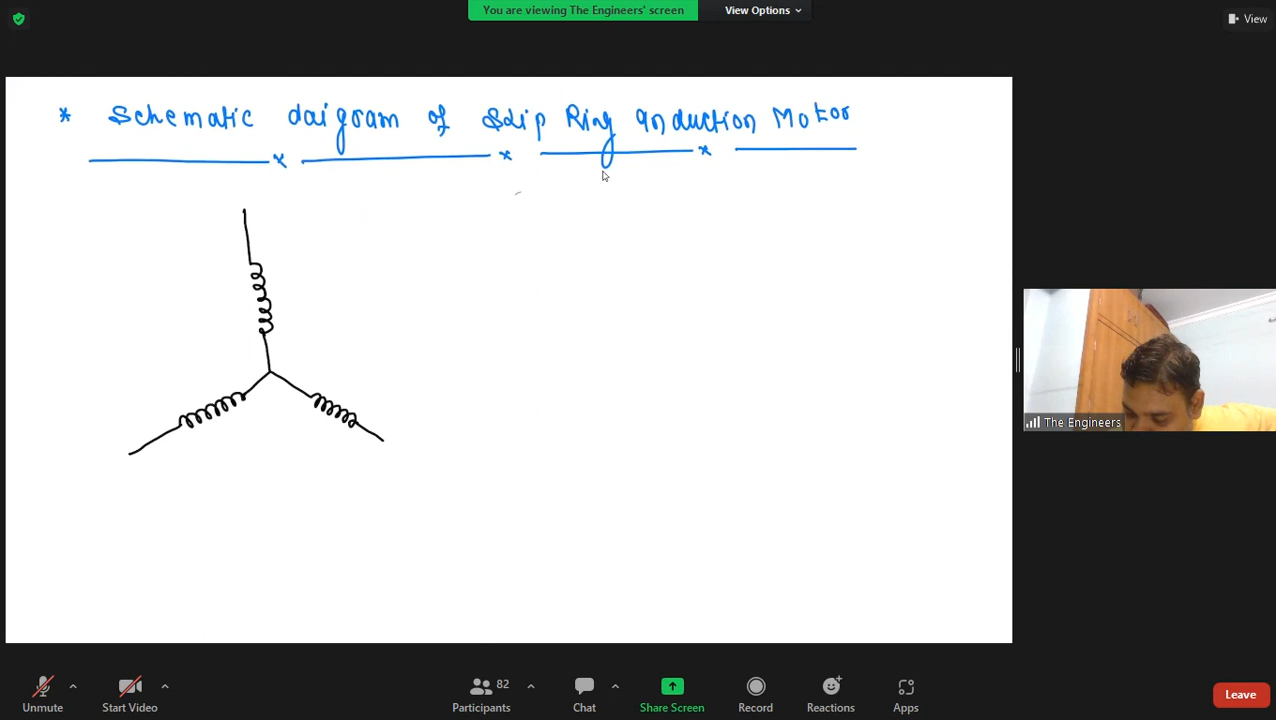 You are viewing The Engineers' screen
View Options
View
* Schematic daigram of Slip Ring Induction Motor
The Engineers
Unmute
Start Video
82
Participants
Chat
Share Screen
Record
Reactions
Apps
Leave